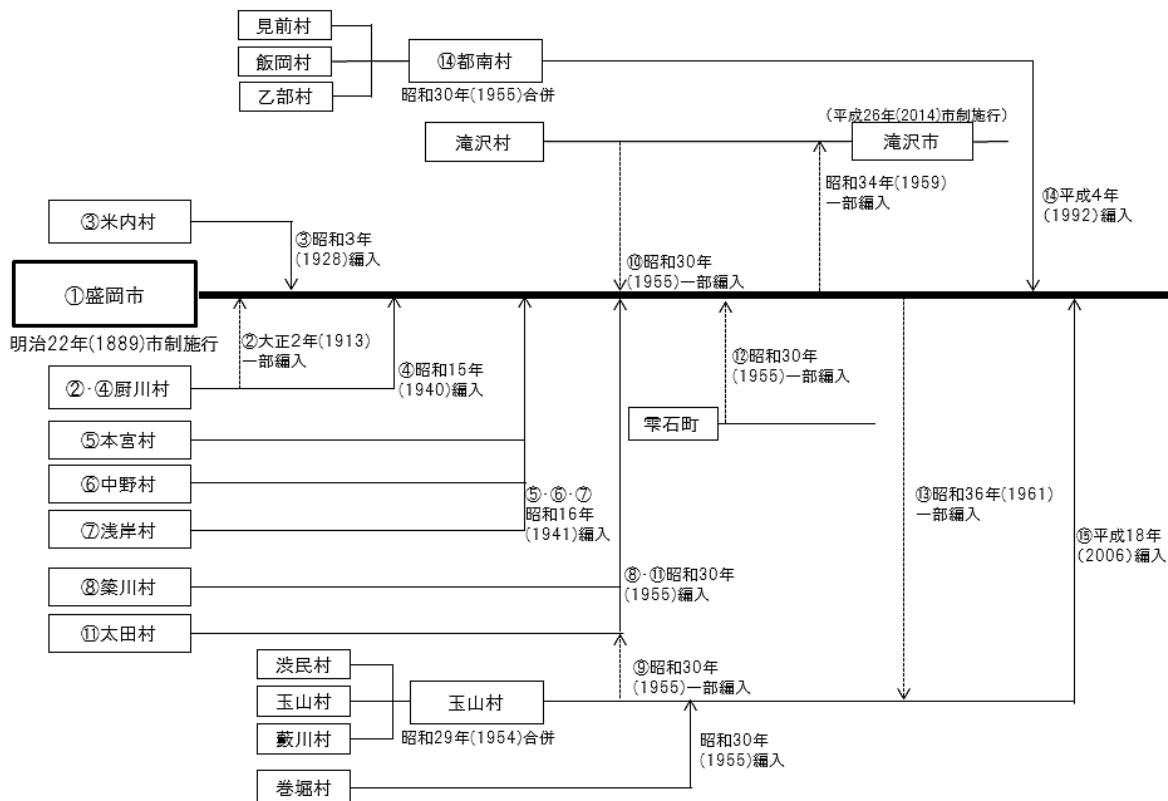 見前村
飯岡村
乙部村
⑭都南村
昭和30年(1955)合併
(平成26年(2014)市制施行)
滝沢村
滝沢市
昭和34年(1959)
一部編入
⑭平成4年
(1992)編入
③米内村
③昭和3年
(1928)編入
⑩昭和30年
(1955)一部編入
①盛岡市
明治22年(1889)市制施行
②大正2年(1913)
一部編入
④昭和15年
(1940)編入
⑫昭和30年
(1955)一部編入
②・④厨川村
雫石町
⑤本宮村
⑥中野村
⑦浅岸村
⑤・⑥・⑦
昭和16年
(1941)編入
⑬昭和36年(1961)
一部編入
⑮平成18年
(2006)編入
⑧簗川村
⑧・⑪昭和30年
(1955)編入
⑪太田村
⑨昭和30年
(1955)一部編入
渋民村
玉山村
藪川村
玉山村
昭和29年(1954)合併
昭和30年
(1955)編入
巻堀村